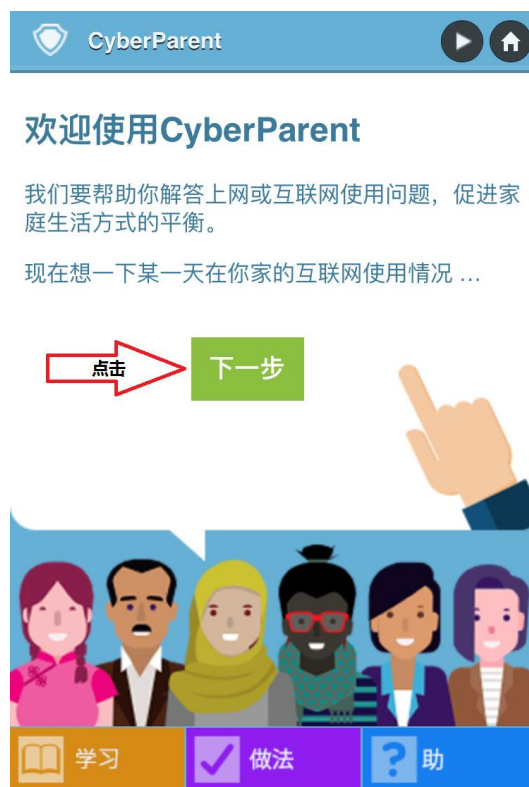 CyberParent
欢迎使用CyberParent
我们要帮助你解答上网或互联网使用问题，促进家
庭生活方式的平衡。
现在想一下某一天在你家的互联网使用情况 …
点击
下一步
学习
做法
?
助